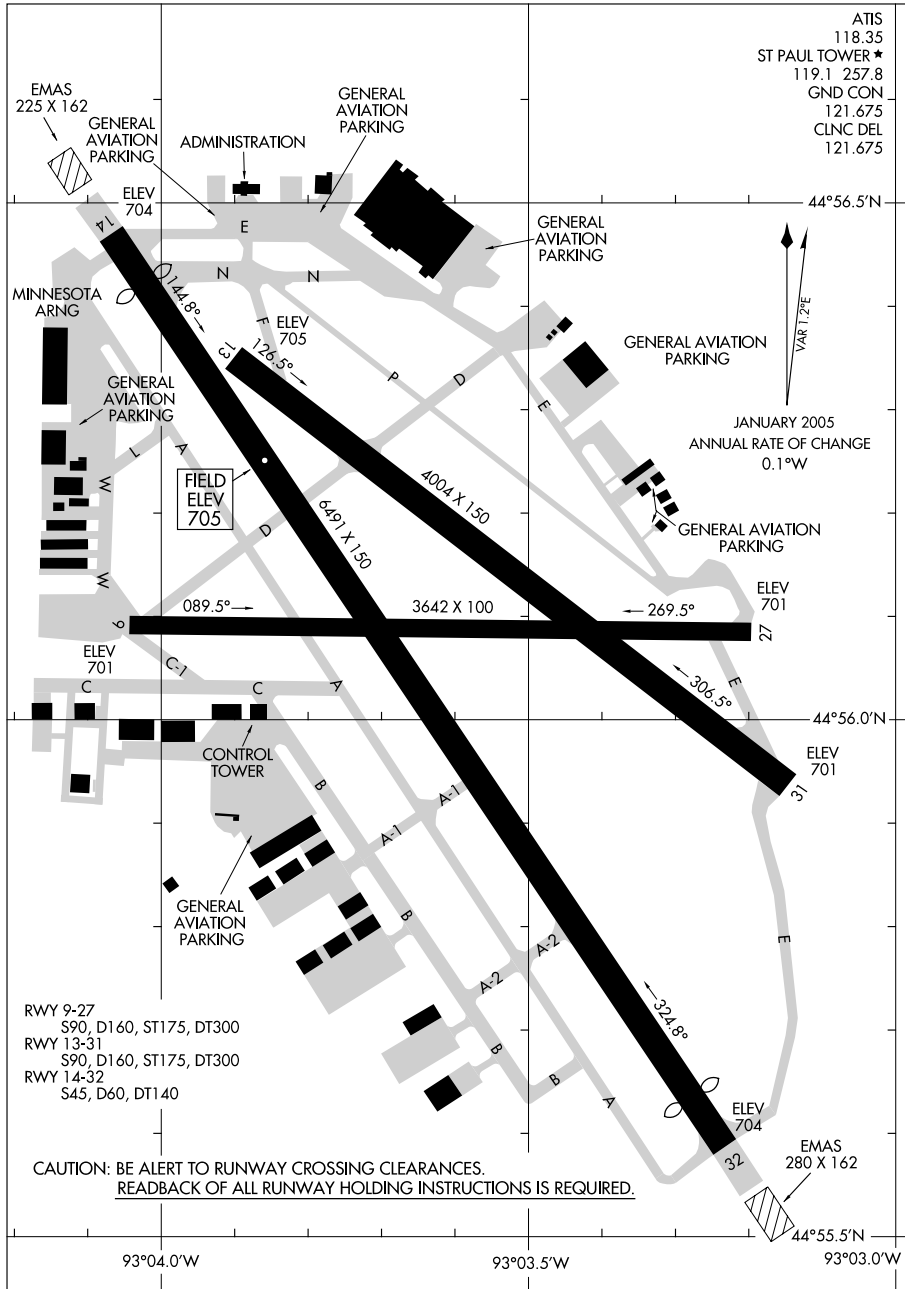 ATIS
118.35
ST PAUL TOWER ★
119.1 257.8
GND CON
121.675
CLNC DEL
121.675
EMAS
225 X 162
GENERAL
AVIATION
PARKING
ADMINISTRATION
GENERAL
AVIATION
PARKING
ELEV
704
14
44°56.5'N
E
GENERAL
AVIATION
PARKING
N
N
144.8°
MINNESOTA
ARNG
F
ELEV
705
13
126.5°
VAR 1.2°E
GENERAL AVIATION
PARKING
P
D
E
GENERAL
AVIATION
PARKING
JANUARY 2005
ANNUAL RATE OF CHANGE
0.1°W
L
A
W
FIELD
ELEV
705
D
6491 X 150
4004 X 150
GENERAL AVIATION
PARKING
W
9
089.5°
3642 X 100
269.5°
ELEV
701
27
ELEV
701
C-1
C
C
A
E
306.5°
44°56.0'N
CONTROL
TOWER
ELEV
701
31
B
A-1
A-1
GENERAL
AVIATION
PARKING
B
A-2
A-2
E
324.8°
RWY 9-27
S90, D160, ST175, DT300
RWY 13-31
S90, D160, ST175, DT300
RWY 14-32
S45, D60, DT140
B
B
A
ELEV
704
32
EMAS
280 X 162
CAUTION: BE ALERT TO RUNWAY CROSSING CLEARANCES.
READBACK OF ALL RUNWAY HOLDING INSTRUCTIONS IS REQUIRED.
44°55.5'N
93°04.0'W
93°03.5'W
93°03.0'W